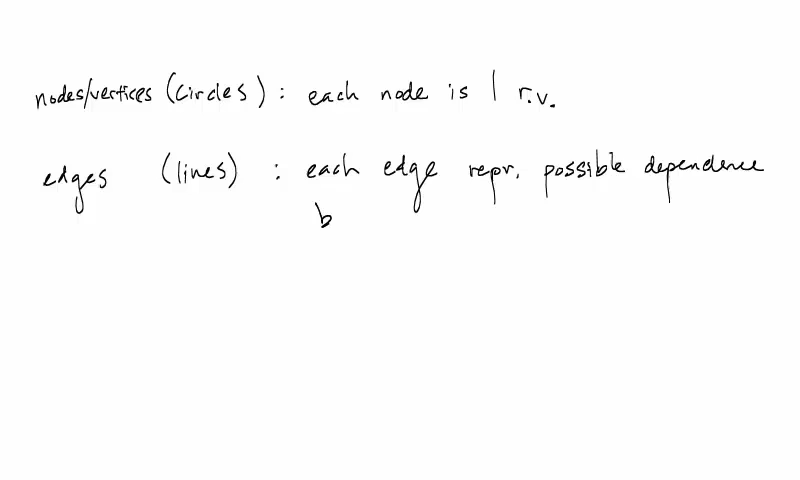 nodes/vertices (circles) : each node is 1 r.v.
edges (lines) : each edge repr. possible dependence
b